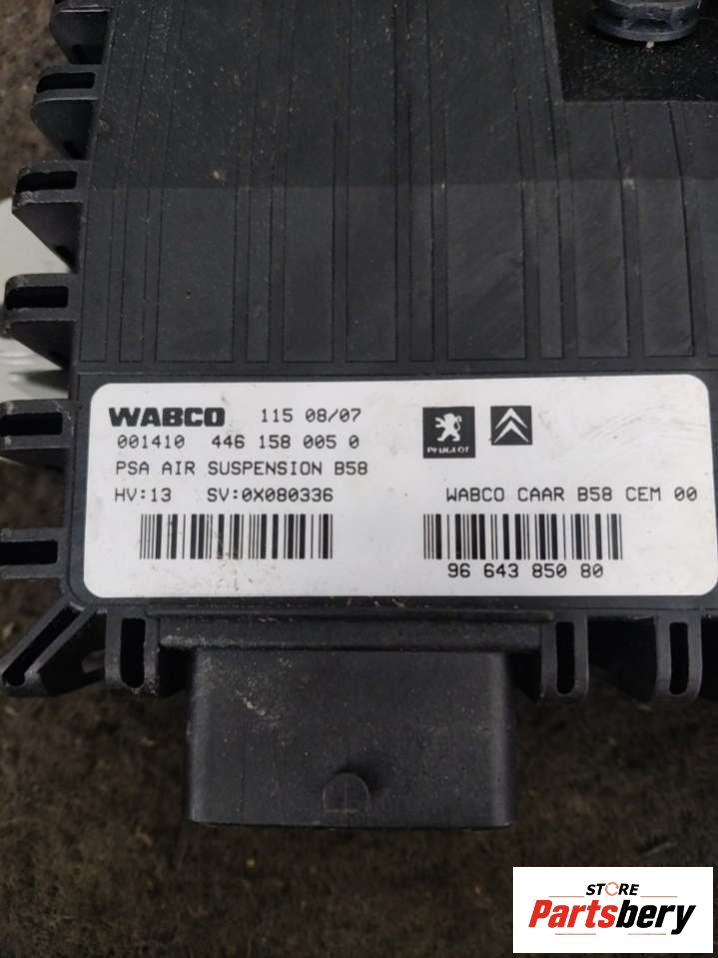 WABCO 115 08/07
001410 446 158 005 0
PEUGEOT
PSA AIR SUSPENSION B58
HV:13 SV:0X080336
WABCO CAAR B58 CEM 00
96 643 850 80
STORE
Partsbery